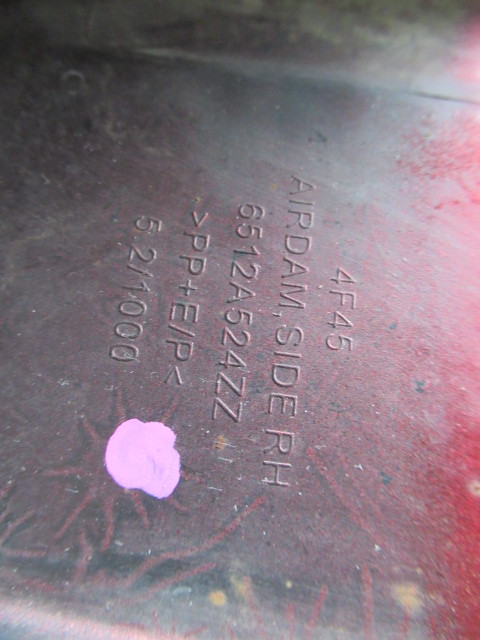 4F45
AIRDAM,SIDE RH
6512A524ZZ
>PP+E/P<
5.2/1000